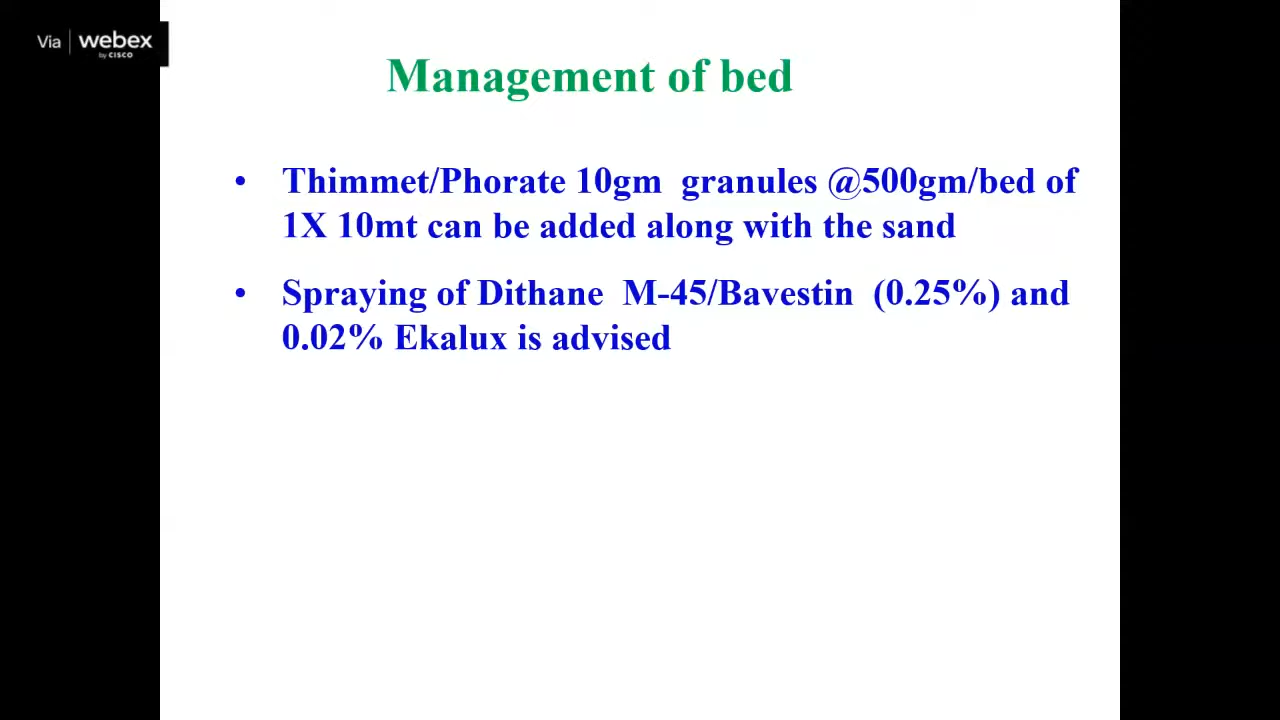 Via webex
by CISCO
Management of bed
• Thimmet/Phorate 10gm granules @500gm/bed of
1X 10mt can be added along with the sand
• Spraying of Dithane M-45/Bavestin (0.25%) and
0.02% Ekalux is advised